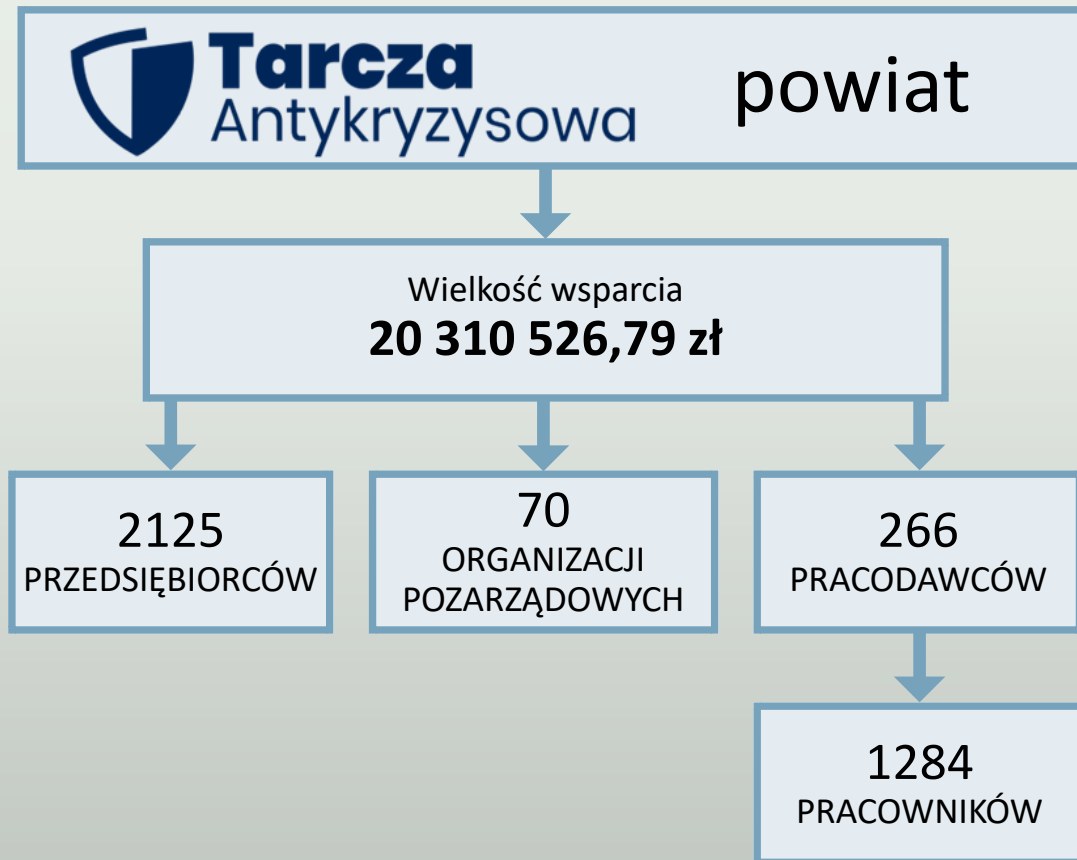 Tarcza
Antykryzysowa
powiat
Wielkość wsparcia
20 310 526,79 zł
2125
PRZEDSIĘBIORCÓW
70
ORGANIZACJI
POZARZĄDOWYCH
266
PRACODAWCÓW
1284
PRACOWNIKÓW